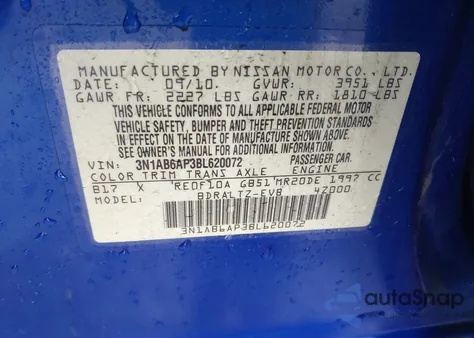 MANUFACTURED BY NISSAN MOTOR CO., LTD.
DATE: 09/10. GVWR: 3951 LBS
GAWR FR: 2227 LBS GAWR RR: 1810 LBS
THIS VEHICLE CONFORMS TO ALL APPLICABLE FEDERAL MOTOR
VEHICLE SAFETY, BUMPER AND THEFT PREVENTION STANDARDS
IN EFFECT ON THE DATE OF MANUFACTURE SHOWN ABOVE.
SEE OWNER'S MANUAL FOR ADDITIONAL INFORMATION
VIN: 3N1AB6AP3BL620072 PASSENGER CAR
COLOR TRIM TRANS AXLE ENGINE
B17 X RE0F10A GB51 MR20DE 1997 CC
MODEL: BDRALTZ-EVB 4Z000
3N1AB6AP3BL620072
autoSnap